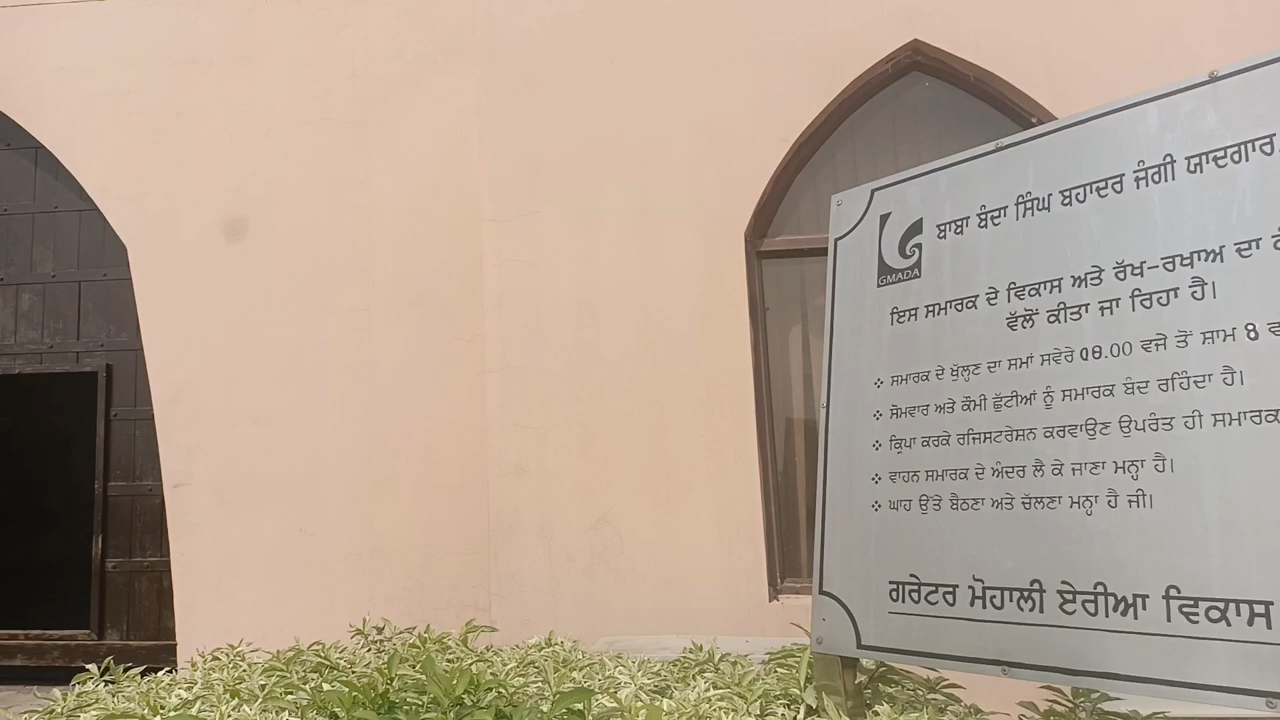 ਬਾਬਾ ਬੰਦਾ ਸਿੰਘ ਬਹਾਦਰ ਜੰਗੀ ਯਾਦਗਾਰ
GMADA
ਇਸ ਸਮਾਰਕ ਦੇ ਵਿਕਾਸ ਅਤੇ ਰੱਖ-ਰਖਾਅ ਦਾ
ਵੱਲੋਂ ਕੀਤਾ ਜਾ ਰਿਹਾ ਹੈ।
ਸਮਾਰਕ ਦੇ ਖੁੱਲ੍ਹਣ ਦਾ ਸਮਾਂ ਸਵੇਰੇ ਵਜੇ ਤੋਂ ਸ਼ਾਮ 8
ਸੋਮਵਾਰ ਅਤੇ ਕੌਮੀ ਛੁੱਟੀਆਂ ਨੂੰ ਸਮਾਰਕ ਬੰਦ ਰਹਿੰਦਾ ਹੈ।
ਕ੍ਰਿਪਾ ਕਰਕੇ ਰਜਿਸਟਰੇਸ਼ਨ ਕਰਵਾਉਣ ਉਪਰੰਤ ਹੀ ਸਮਾਰਕ
ਵਾਹਨ ਸਮਾਰਕ ਦੇ ਅੰਦਰ ਲੈ ਕੇ ਜਾਣਾ ਮਨ੍ਹਾ ਹੈ।
ਘਾਹ ਉੱਤੇ ਬੈਠਣਾ ਅਤੇ ਚੱਲਣਾ ਮਨ੍ਹਾ ਹੈ ਜੀ।
ਗਰੇਟਰ ਮੋਹਾਲੀ ਏਰੀਆ ਵਿਕਾਸ